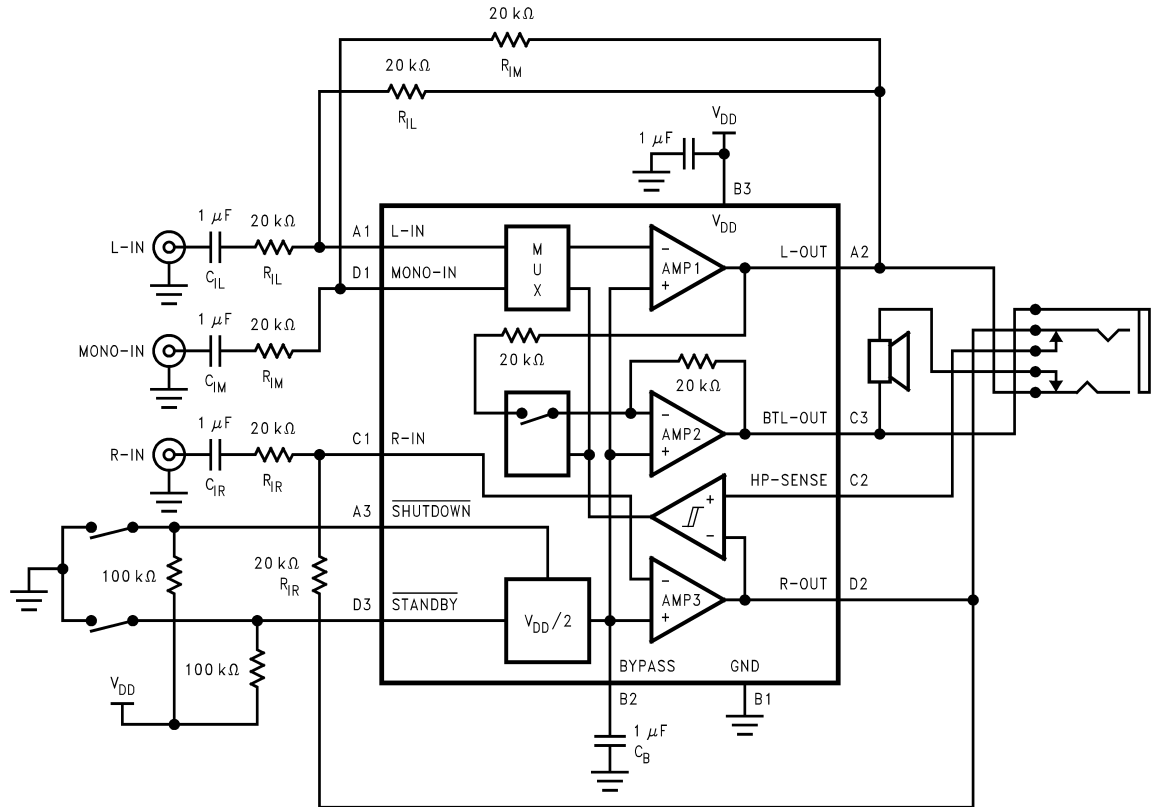 20 kΩ
R_IM
20 kΩ
R_IL
V_DD
1 μF
B3
V_DD
L-IN
1 μF
C_IL
20 kΩ
R_IL
A1
L-IN
D1
MONO-IN
M
U
X
−
AMP1
+
L-OUT
A2
MONO-IN
1 μF
C_IM
20 kΩ
R_IM
20 kΩ
20 kΩ
−
AMP2
+
BTL-OUT
C3
R-IN
1 μF
C_IR
20 kΩ
R_IR
C1
R-IN
HP-SENSE
C2
+
−
A3
SHUTDOWN
100 kΩ
20 kΩ
R_IR
D3
STANDBY
V_DD/2
−
AMP3
+
R-OUT
D2
100 kΩ
V_DD
BYPASS
GND
B2
B1
1 μF
C_B